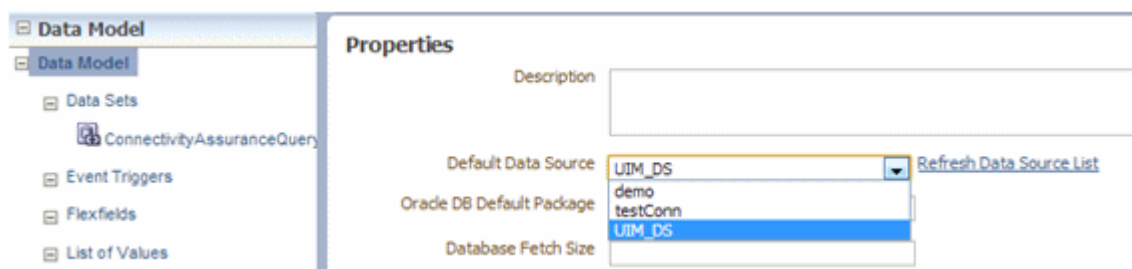 Data Model
Data Model
Data Sets
ConnectivityAssuranceQuery
Event Triggers
Flexfields
List of Values
Properties
Description
Default Data Source
UIM_DS
Refresh Data Source List
demo
testConn
UIM_DS
Oracle DB Default Package
Database Fetch Size